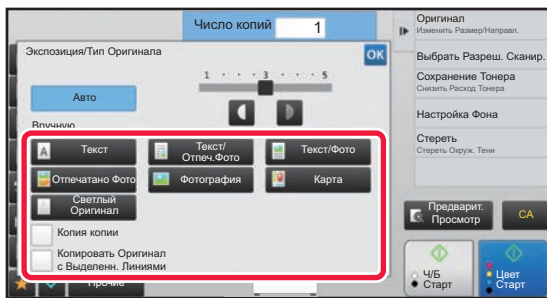 Число копий 1
Экспозиция/Тип Оригинала
OK
1 · · · 3 · · · 5
Авто
Вручную
Текст
Текст/
Отпеч.Фото
Текст/Фото
Отпечатано Фото
Фотография
Карта
Светлый
Оригинал
Копия копии
Копировать Оригинал
с Выделенн. Линиями
Прочие
Оригинал
Изменить Размер/Направл.
Выбрать Разреш. Сканир.
Сохранение Тонера
Снизить Расход Тонера
Настройка Фона
Стереть
Стереть Окруж. Тени
Предварит.
Просмотр
CA
Ч/Б
Старт
Цвет
Старт